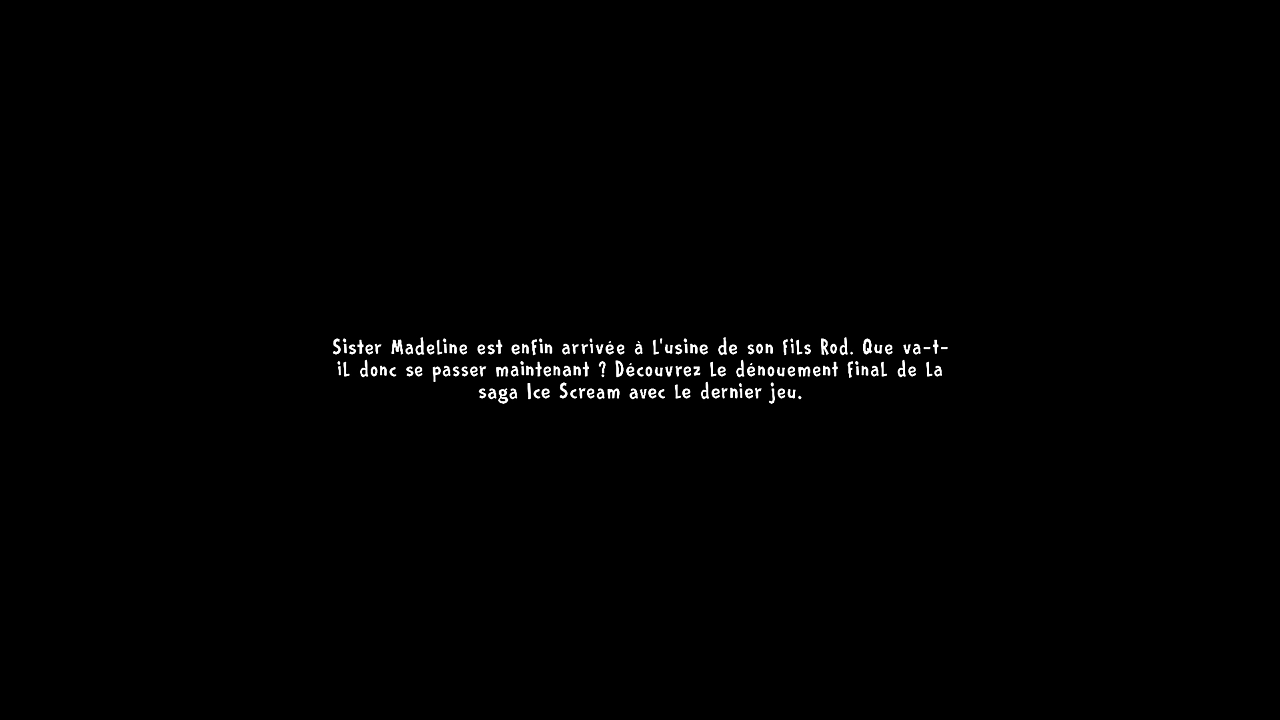 Sister Madeline est enfin arrivée à l'usine de son fils Rod. Que va-t-
il donc se passer maintenant ? Découvrez le dénouement final de la
saga Ice Scream avec le dernier jeu.